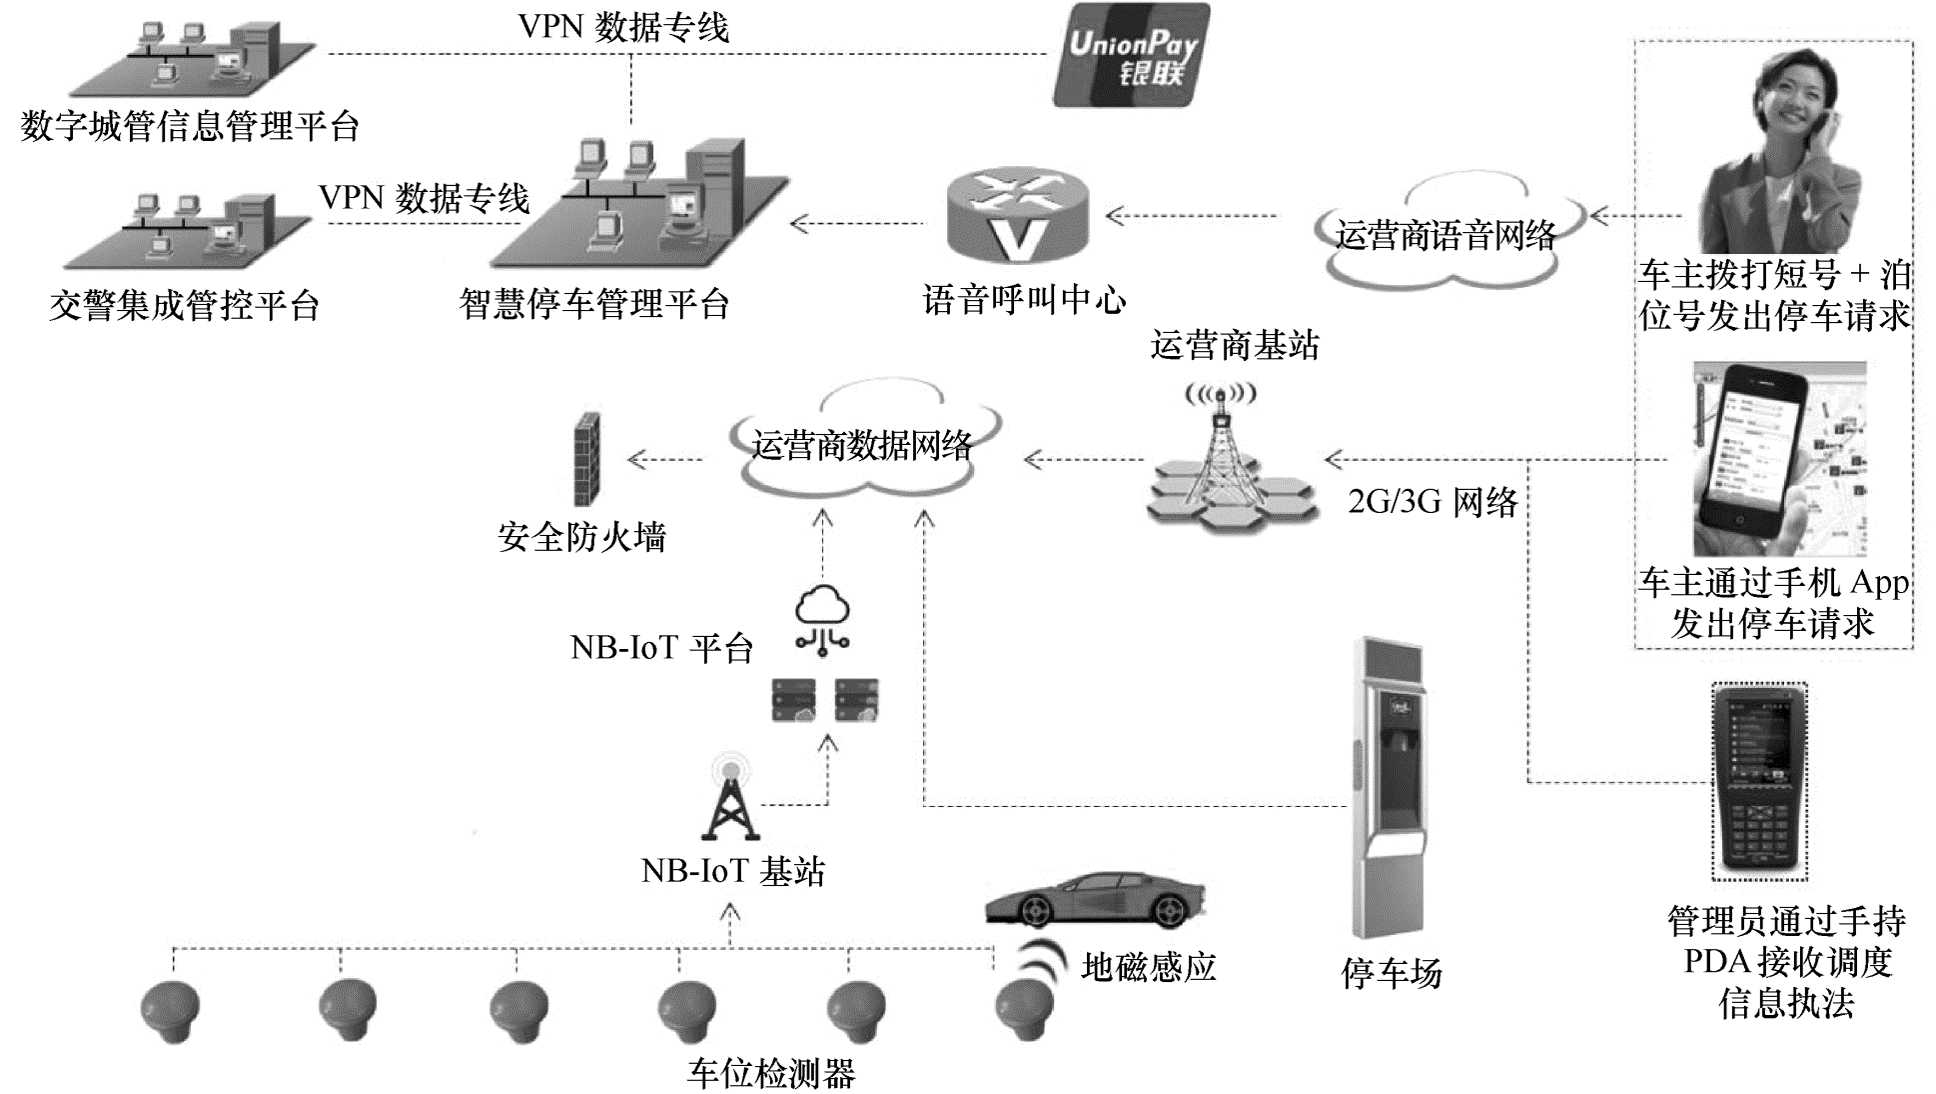 VPN 数据专线
UnionPay
银联
数字城管信息管理平台
VPN 数据专线
交警集成管控平台
智慧停车管理平台
语音呼叫中心
运营商语音网络
车主拨打短号 + 泊
位号发出停车请求
运营商基站
运营商数据网络
安全防火墙
2G/3G 网络
车主通过手机 App
发出停车请求
NB-IoT 平台
NB-IoT 基站
地磁感应
停车场
管理员通过手持
PDA 接收调度
信息执法
车位检测器